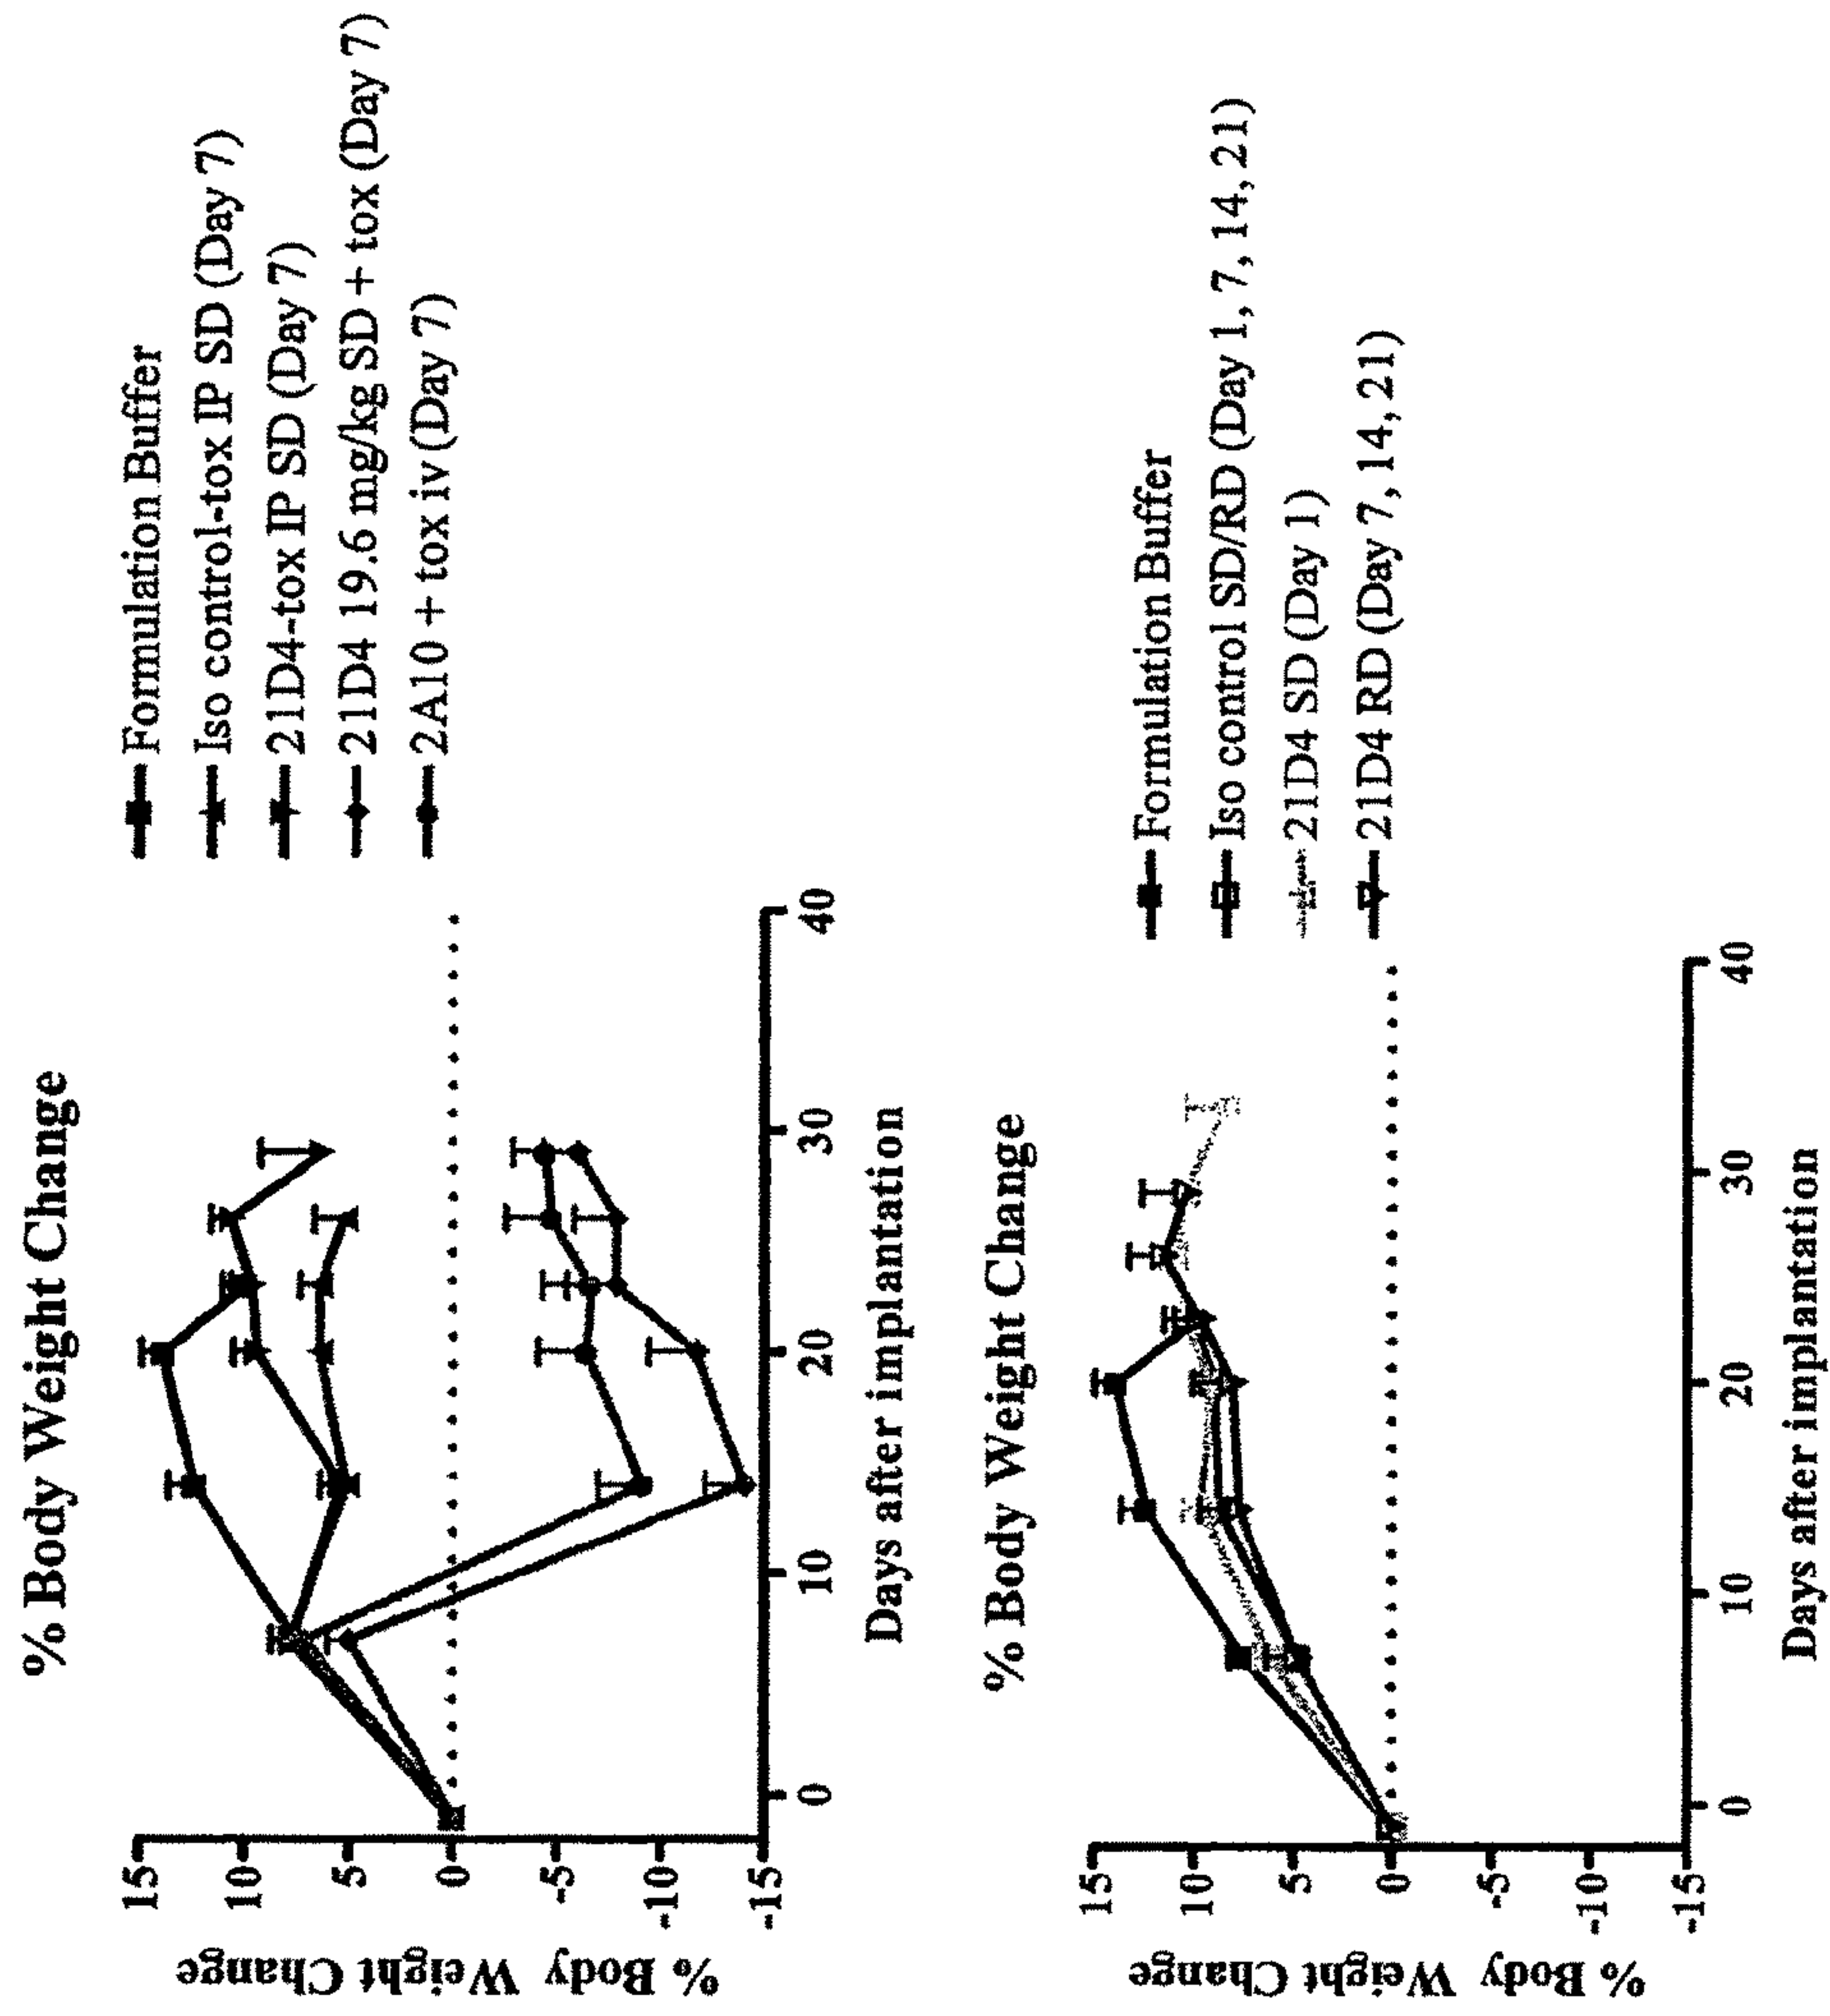 % Body Weight Change
% Body Weight Change
15
10
5
0
-5
-10
-15
0
10
20
30
40
Days after implantation
Formulation Buffer
Iso control-tox IP SD (Day 7)
21D4-tox IP SD (Day 7)
21D4 19.6 mg/kg SD + tox (Day 7)
2A10 + tox iv (Day 7)
% Body Weight Change
% Body Weight Change
15
10
5
0
-5
-10
-15
0
10
20
30
40
Days after implantation
Formulation Buffer
Iso control SD/RD (Day 1, 7, 14, 21)
21D4 SD (Day 1)
21D4 RD (Day 7, 14, 21)